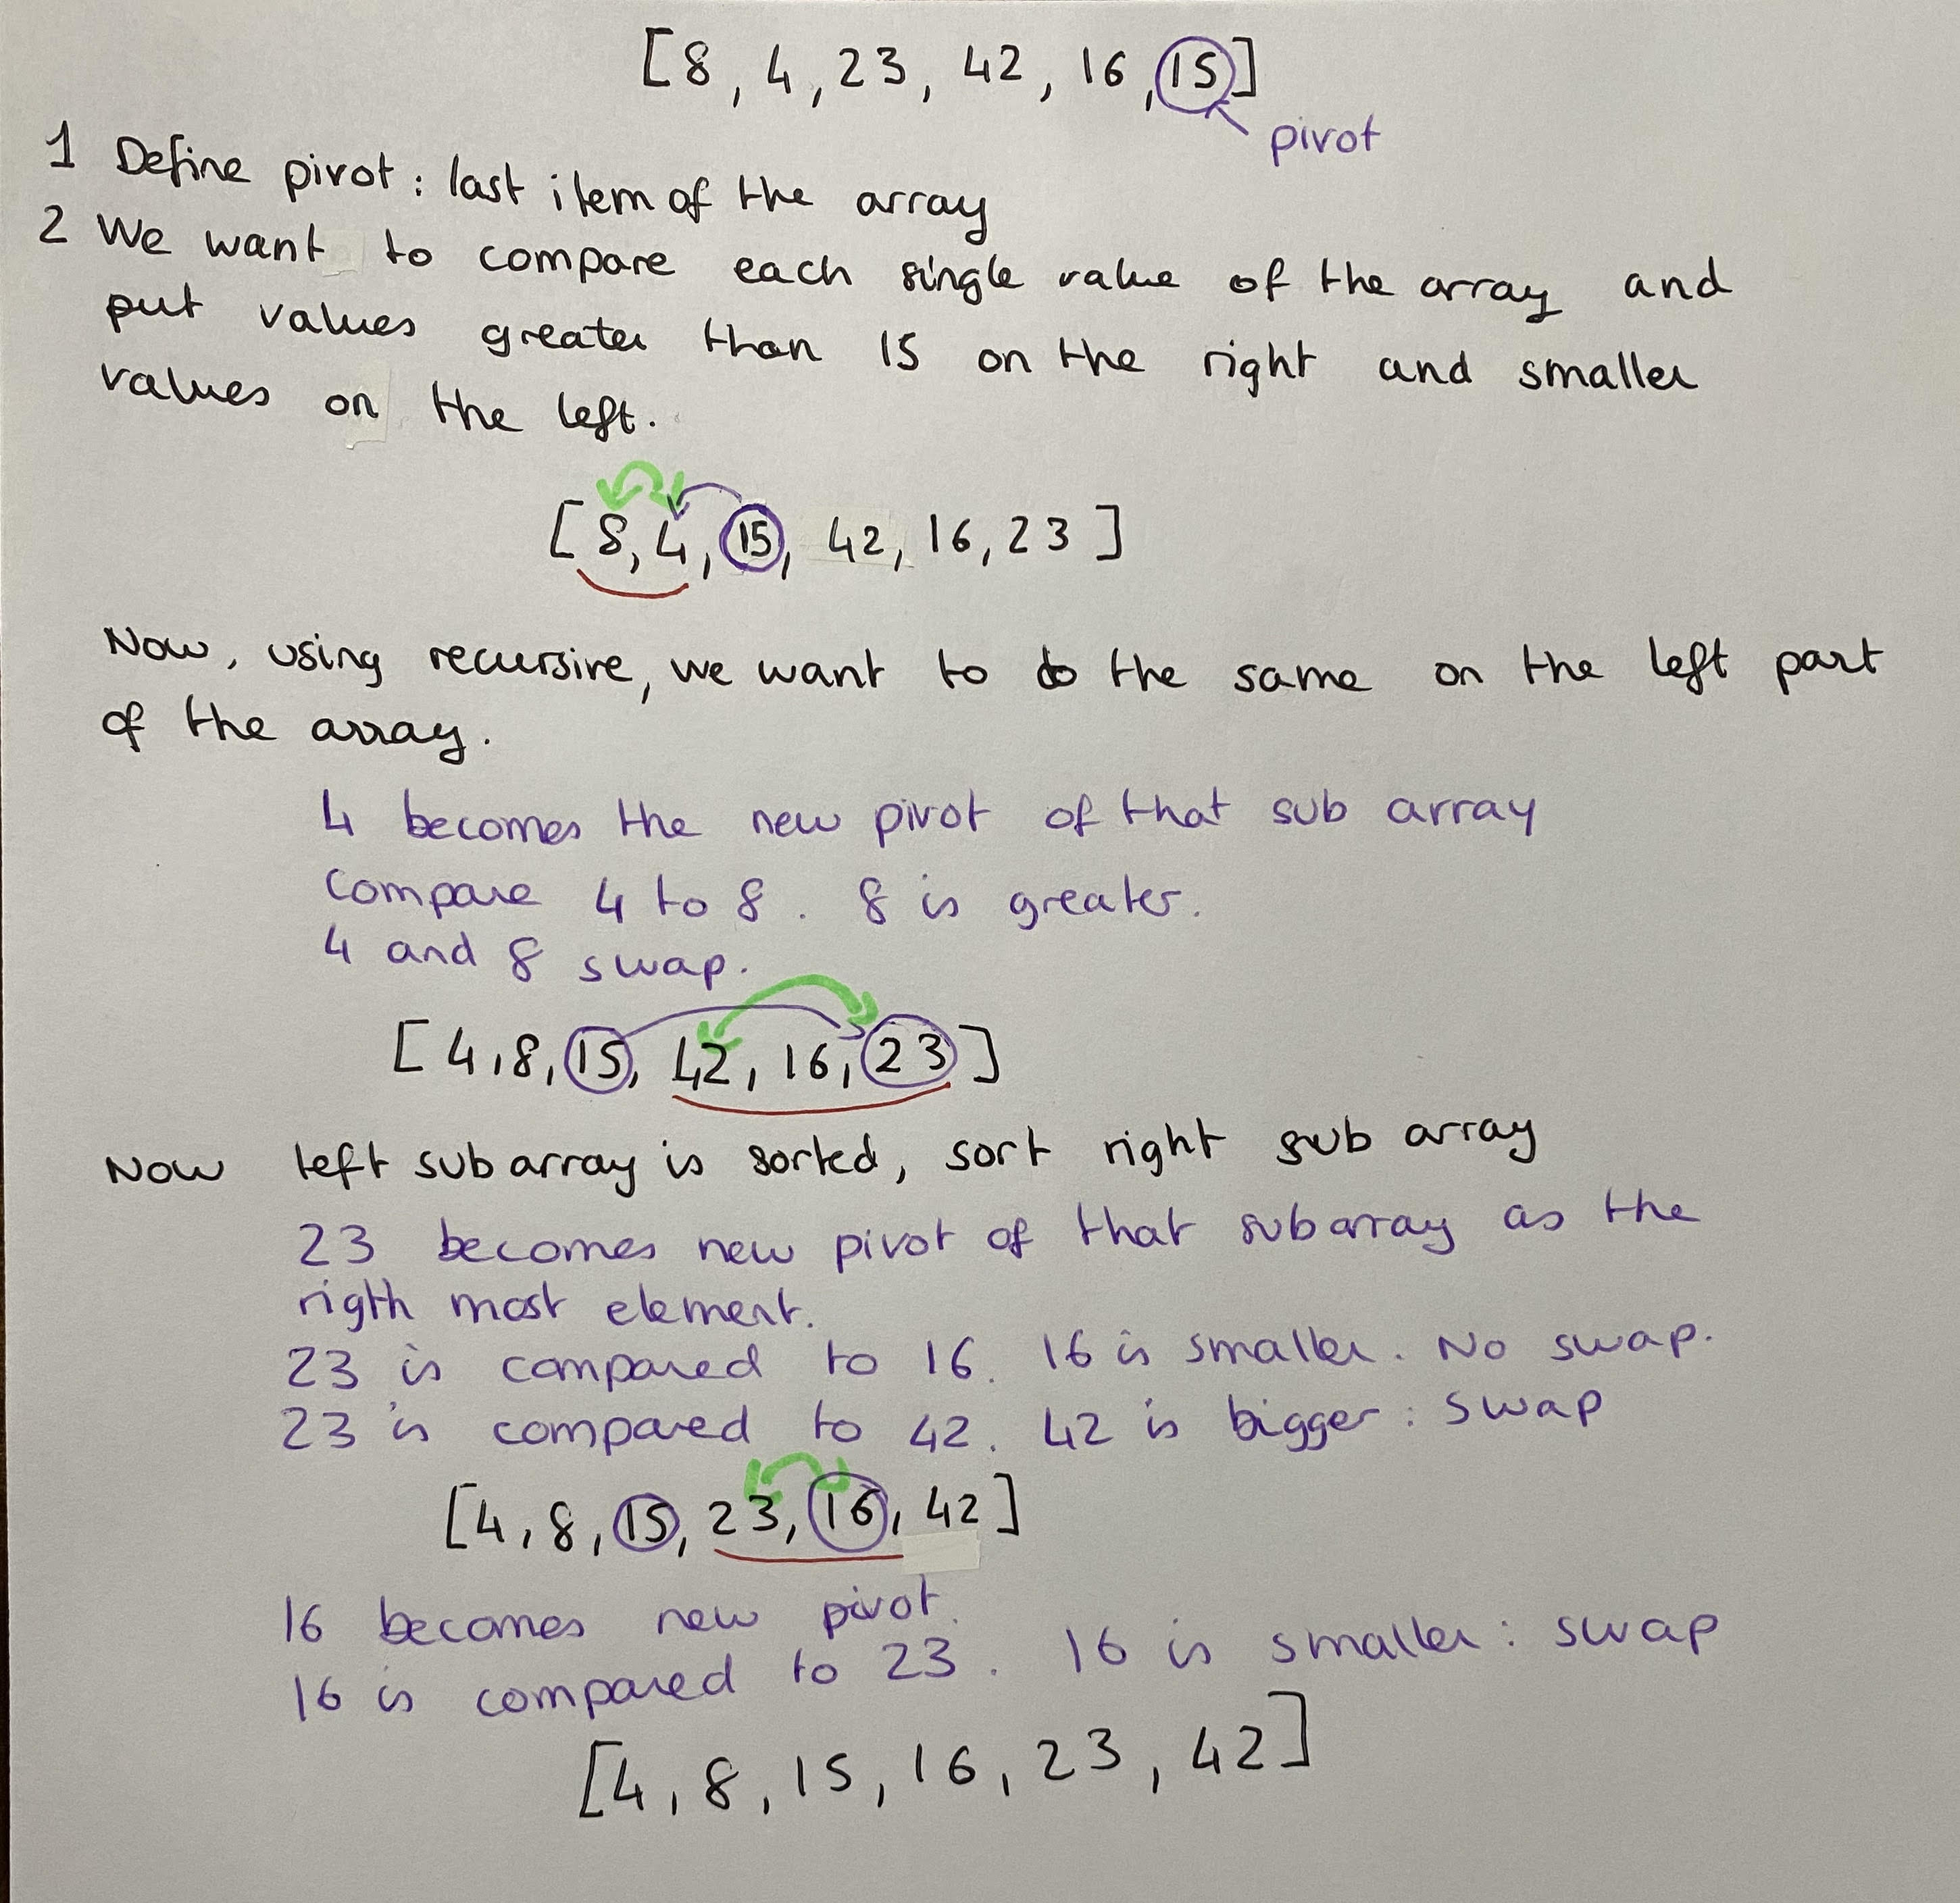 [8, 4, 23, 42, 16, 15]
pivot
1 Define pivot: last item of the array
2 We want to compare each single value of the array and
put values greater than 15 on the right and smaller
values on the left.
[8, 4, 15, 42, 16, 23]
Now, using recursive, we want to do the same on the left part
of the array.
4 becomes the new pivot of that sub array
compare 4 to 8. 8 is greater.
4 and 8 swap.
[4, 8, 15, 42, 16, 23]
Now left sub array is sorted, sort right sub array
23 becomes new pivot of that subarray as the
rigth most element.
23 is compared to 16. 16 is smaller. No swap.
23 is compared to 42. 42 is bigger: swap
[4, 8, 15, 23, 16, 42]
16 becomes new pivot.
16 is compared to 23. 16 is smaller: swap
[4, 8, 15, 16, 23, 42]